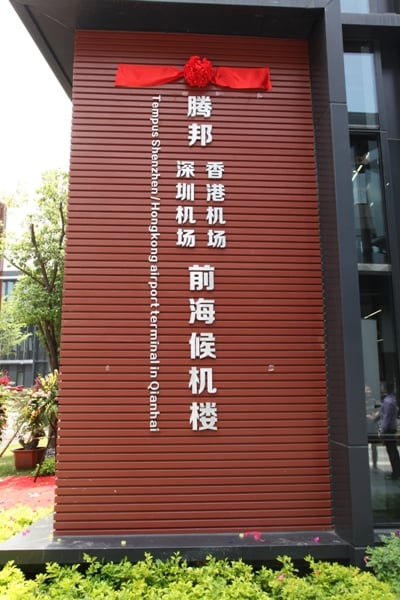 腾邦
香港机场
深圳机场
前海候机楼
Tempus Shenzhen / Hongkong airport terminal in Qianhai